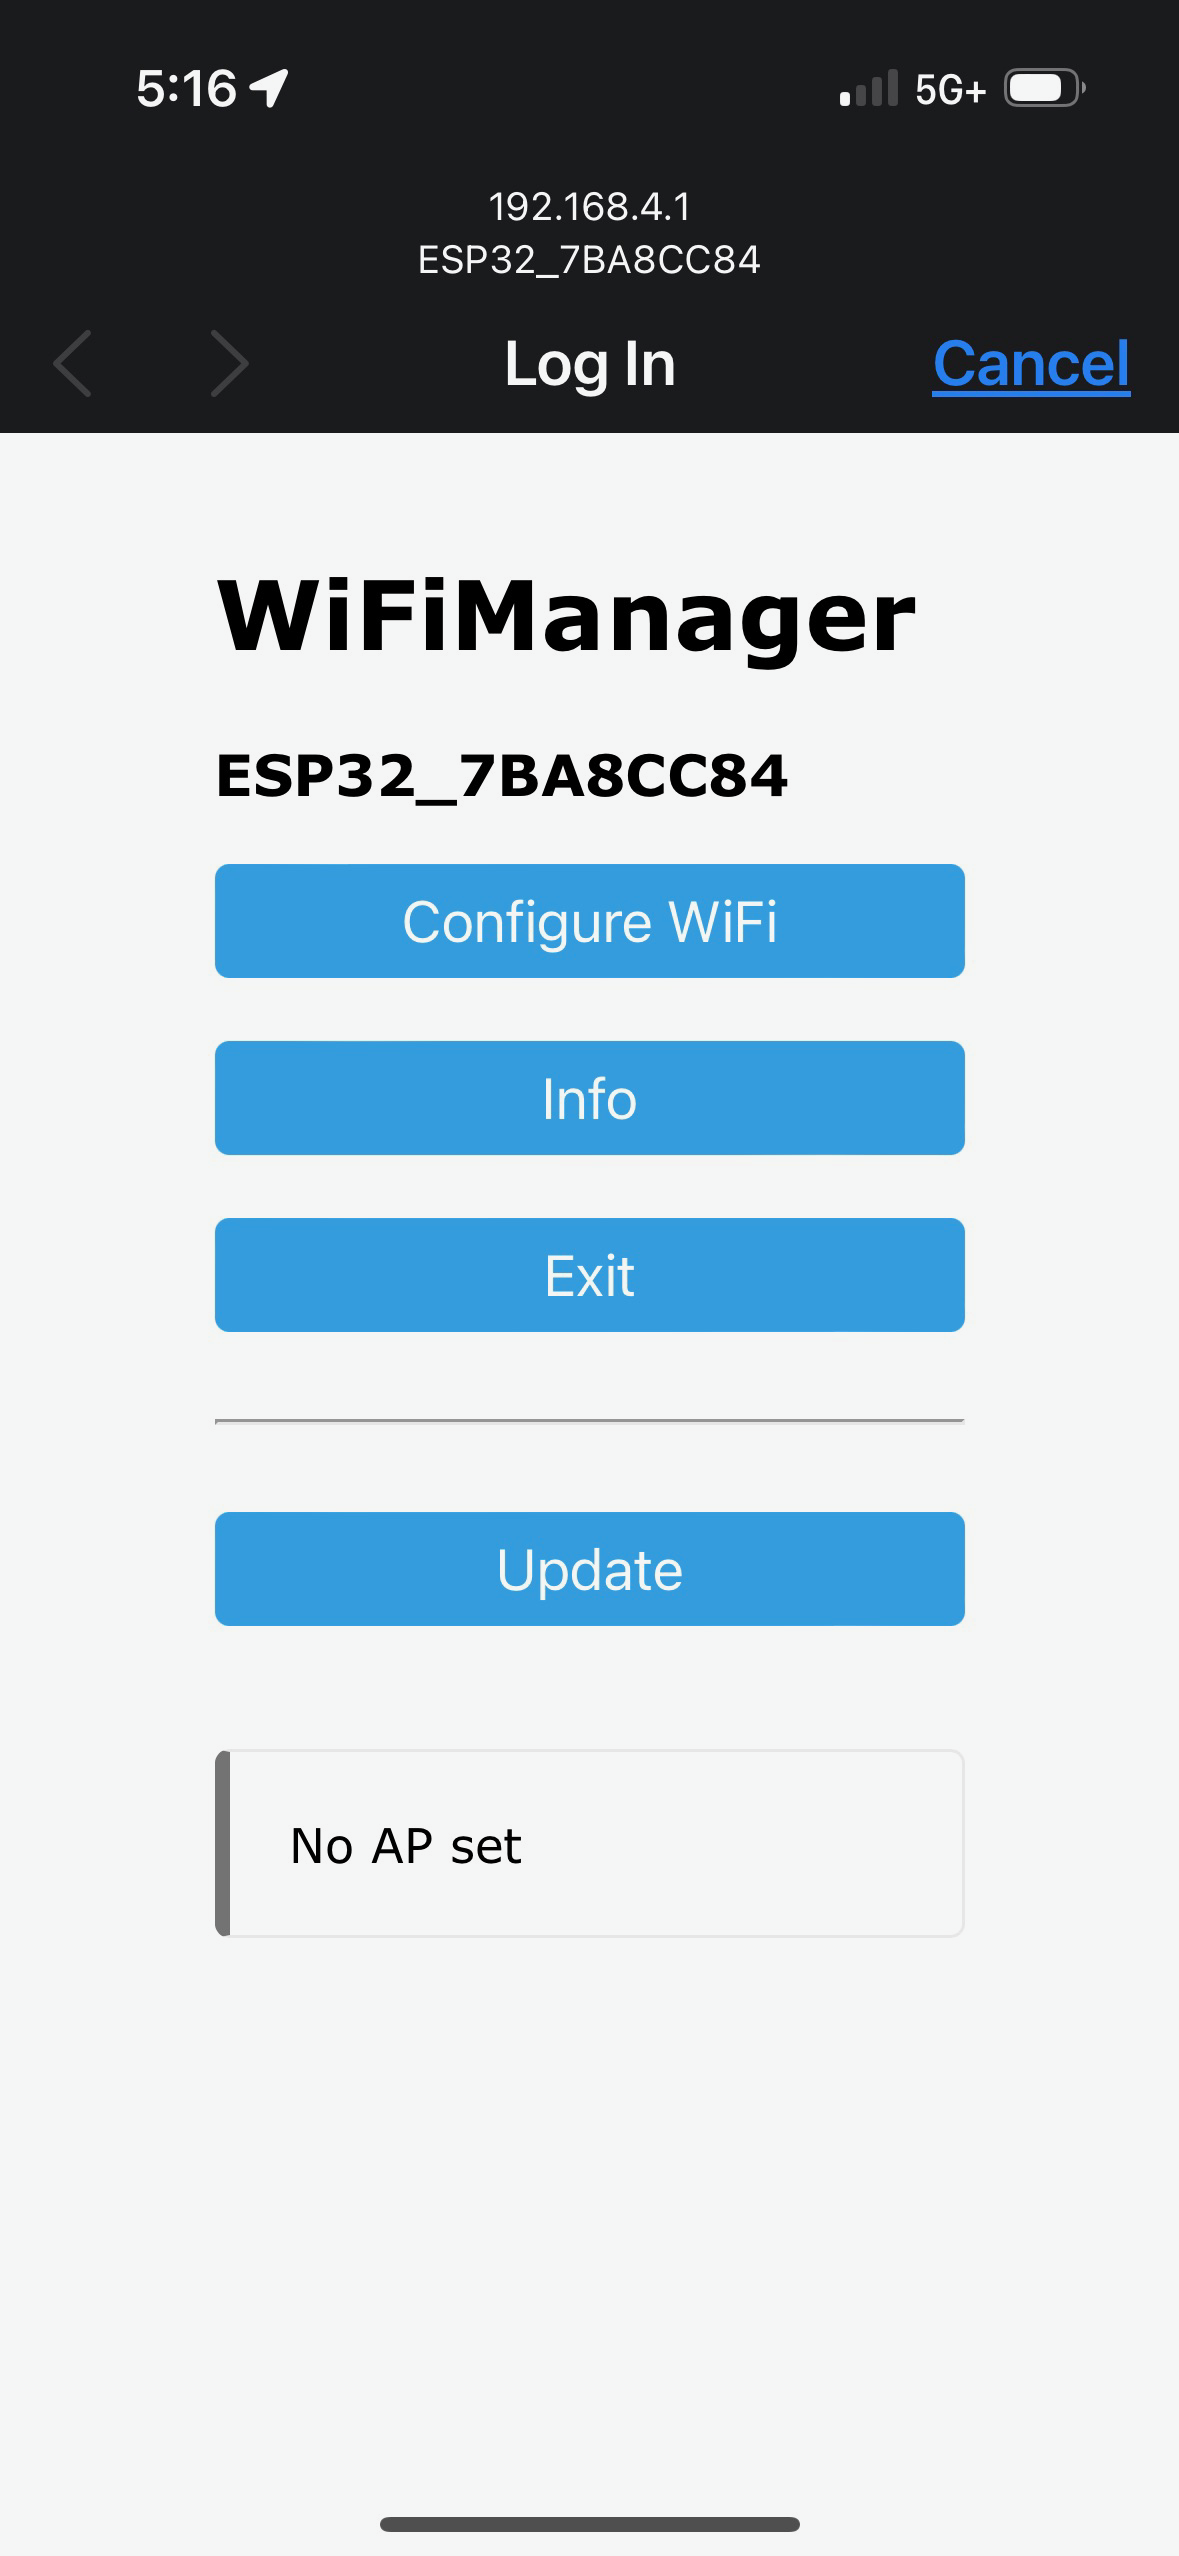 5:16
5G+
192.168.4.1
ESP32_7BA8CC84
Log In
Cancel
WiFiManager
ESP32_7BA8CC84
Configure WiFi
Info
Exit
Update
No AP set